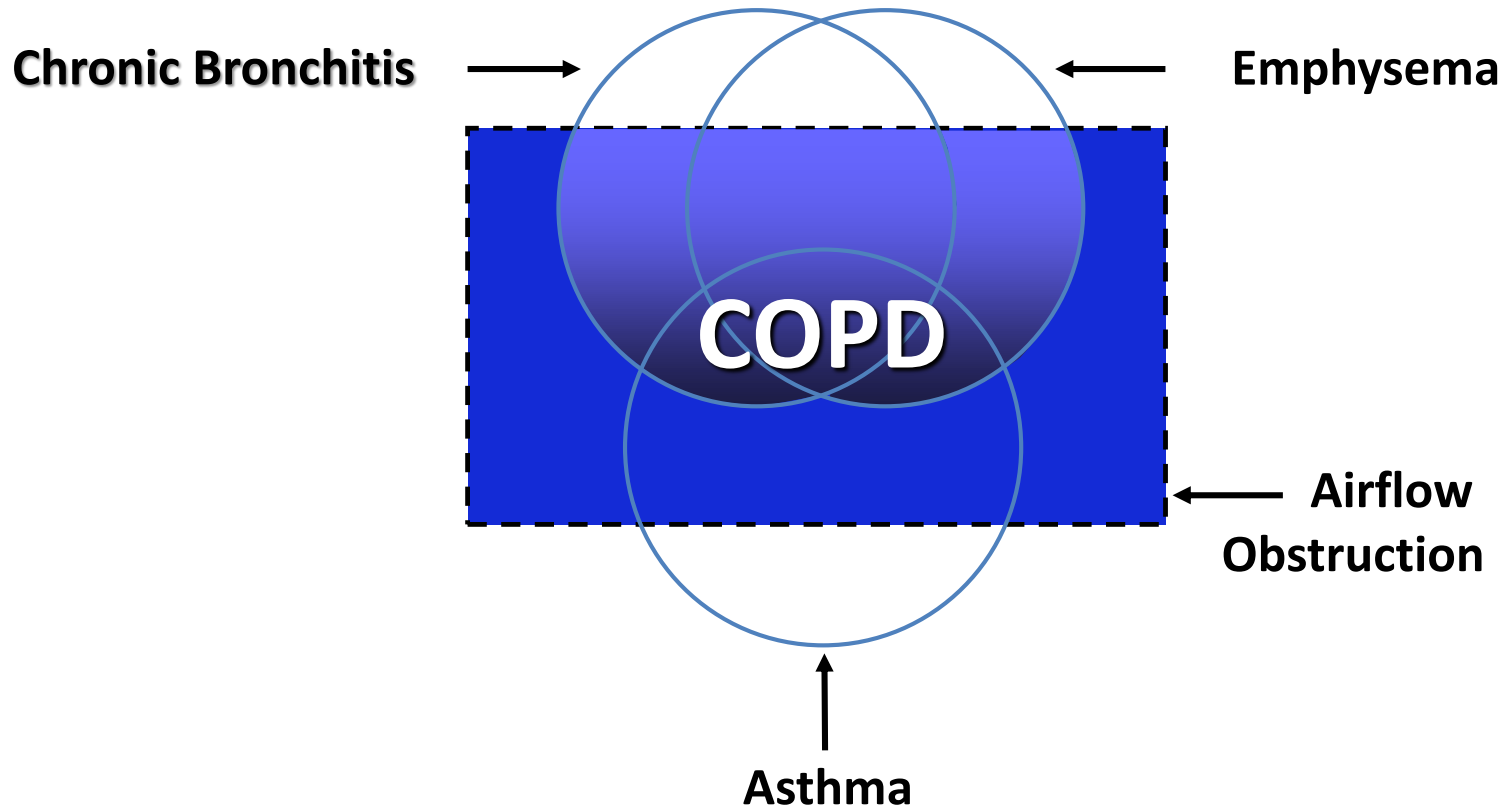 Chronic Bronchitis
Emphysema
COPD
Airflow
Obstruction
Asthma